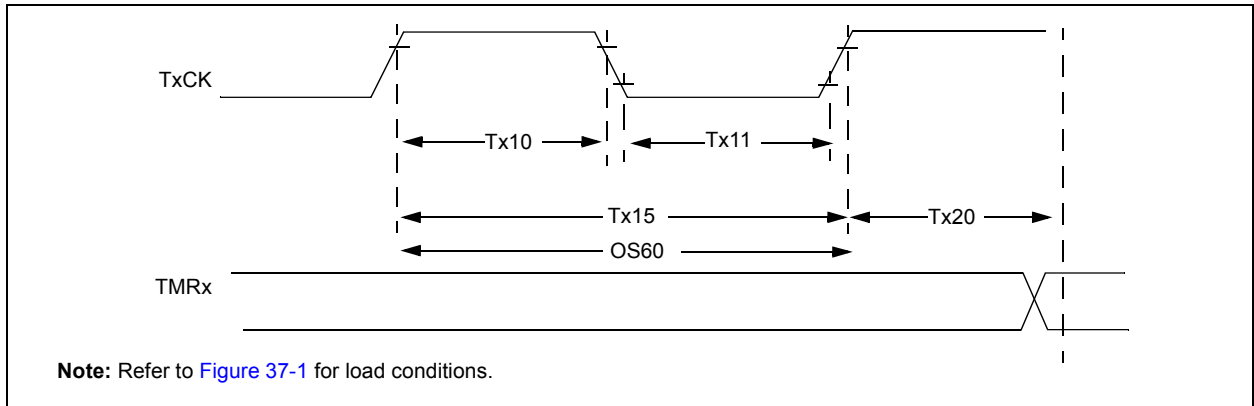 TxCK
Tx10
Tx11
Tx15
Tx20
OS60
TMRx
Note: Refer to Figure 37-1 for load conditions.